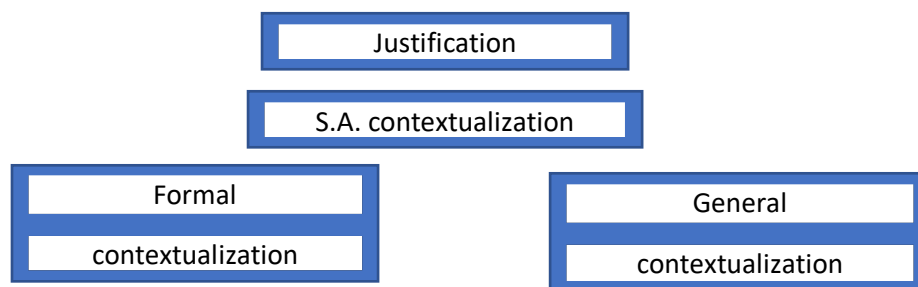 Justification
S.A. contextualization
Formal
contextualization
General
contextualization